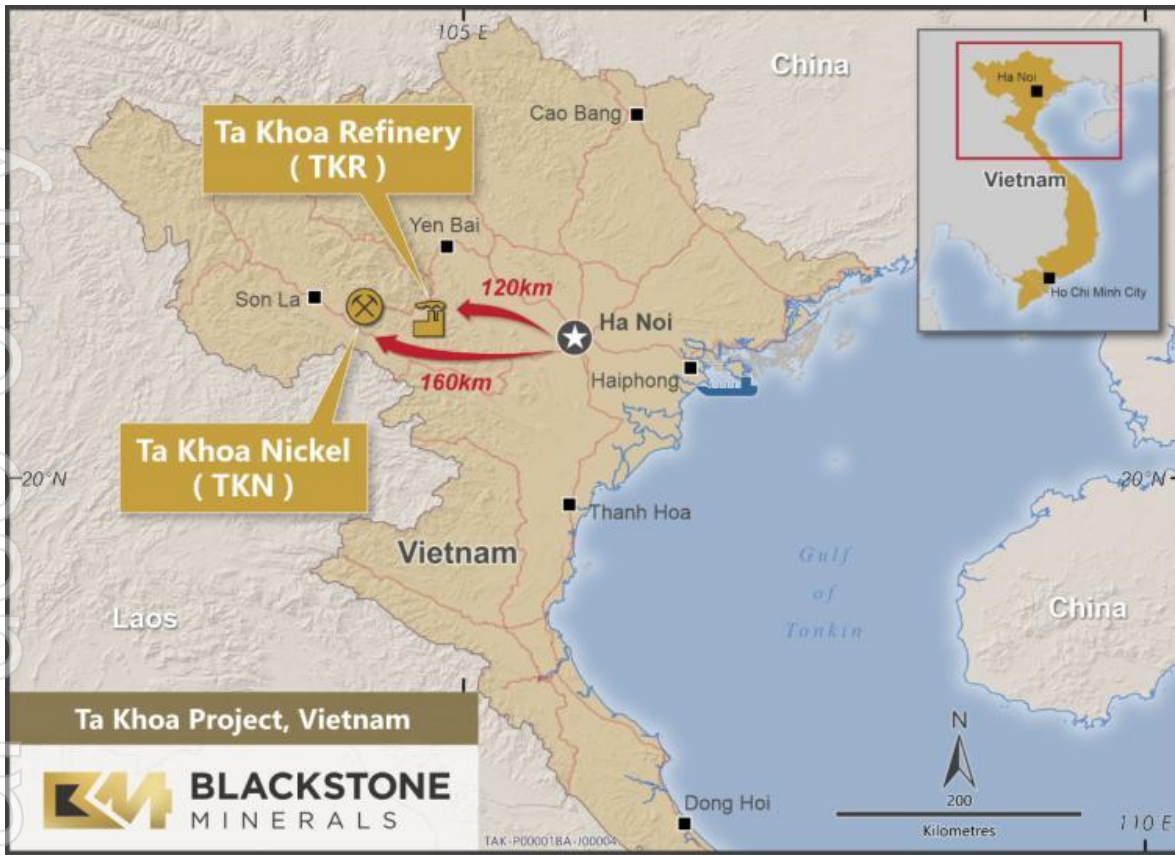 105 E
China
Ha Noi
Vietnam
Ho Chi Minh City
Cao Bang
Ta Khoa Refinery
( TKR )
Yen Bai
Son La
120km
Ha Noi
160km
Haiphong
Ta Khoa Nickel
( TKN )
20°N
20°N
Thanh Hoa
Vietnam
Gulf
of
Tonkin
Laos
China
Ta Khoa Project, Vietnam
BLACKSTONE
MINERALS
N
200
Kilometres
Dong Hoi
110 E
TAK-P00001BA-J00004